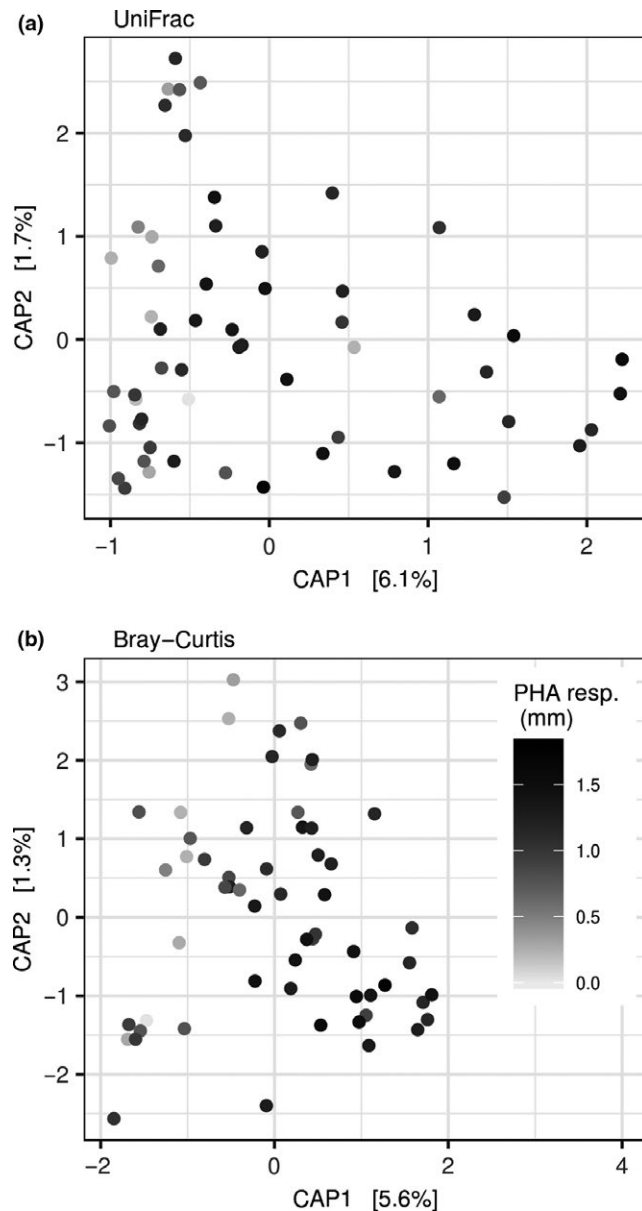 (a) UniFrac
2
1
0
−1
CAP2 [1.7%]
−1 0 1 2
CAP1 [6.1%]
(b) Bray−Curtis
3
2
1
0
−1
−2
CAP2 [1.3%]
PHA resp.
(mm)
1.5
1.0
0.5
0.0
−2 0 2 4
CAP1 [5.6%]